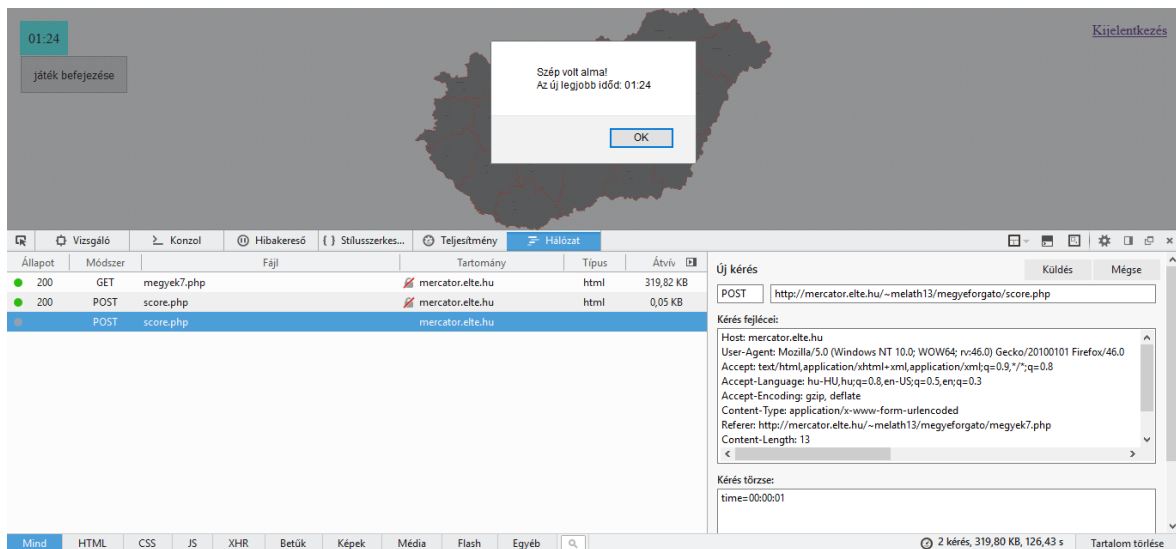 01:24
játék befejezése
Kijelentkezés
Szép volt alma!
Az új legjobb időd: 01:24
OK
Vizsgáló
Konzol
Hibakereső
{ } Stílusszerkes...
Teljesítmény
Hálózat
Állapot Módszer Fájl Tartomány Típus Átviv
200 GET megyek7.php mercator.elte.hu html 319,82 KB
200 POST score.php mercator.elte.hu html 0,05 KB
POST score.php mercator.elte.hu
Új kérés
Küldés
Mégse
POST http://mercator.elte.hu/~melath13/megyeforgato/score.php
Kérés fejlécei:
Host: mercator.elte.hu
User-Agent: Mozilla/5.0 (Windows NT 10.0; WOW64; rv:46.0) Gecko/20100101 Firefox/46.0
Accept: text/html,application/xhtml+xml,application/xml;q=0.9,*/*;q=0.8
Accept-Language: hu-HU,hu;q=0.8,en-US;q=0.5,en;q=0.3
Accept-Encoding: gzip, deflate
Content-Type: application/x-www-form-urlencoded
Referer: http://mercator.elte.hu/~melath13/megyeforgato/megyek7.php
Content-Length: 13
Kérés törzse:
time=00:00:01
Mind HTML CSS JS XHR Betűk Képek Média Flash Egyéb
2 kérés, 319,80 KB, 126,43 s
Tartalom törlése